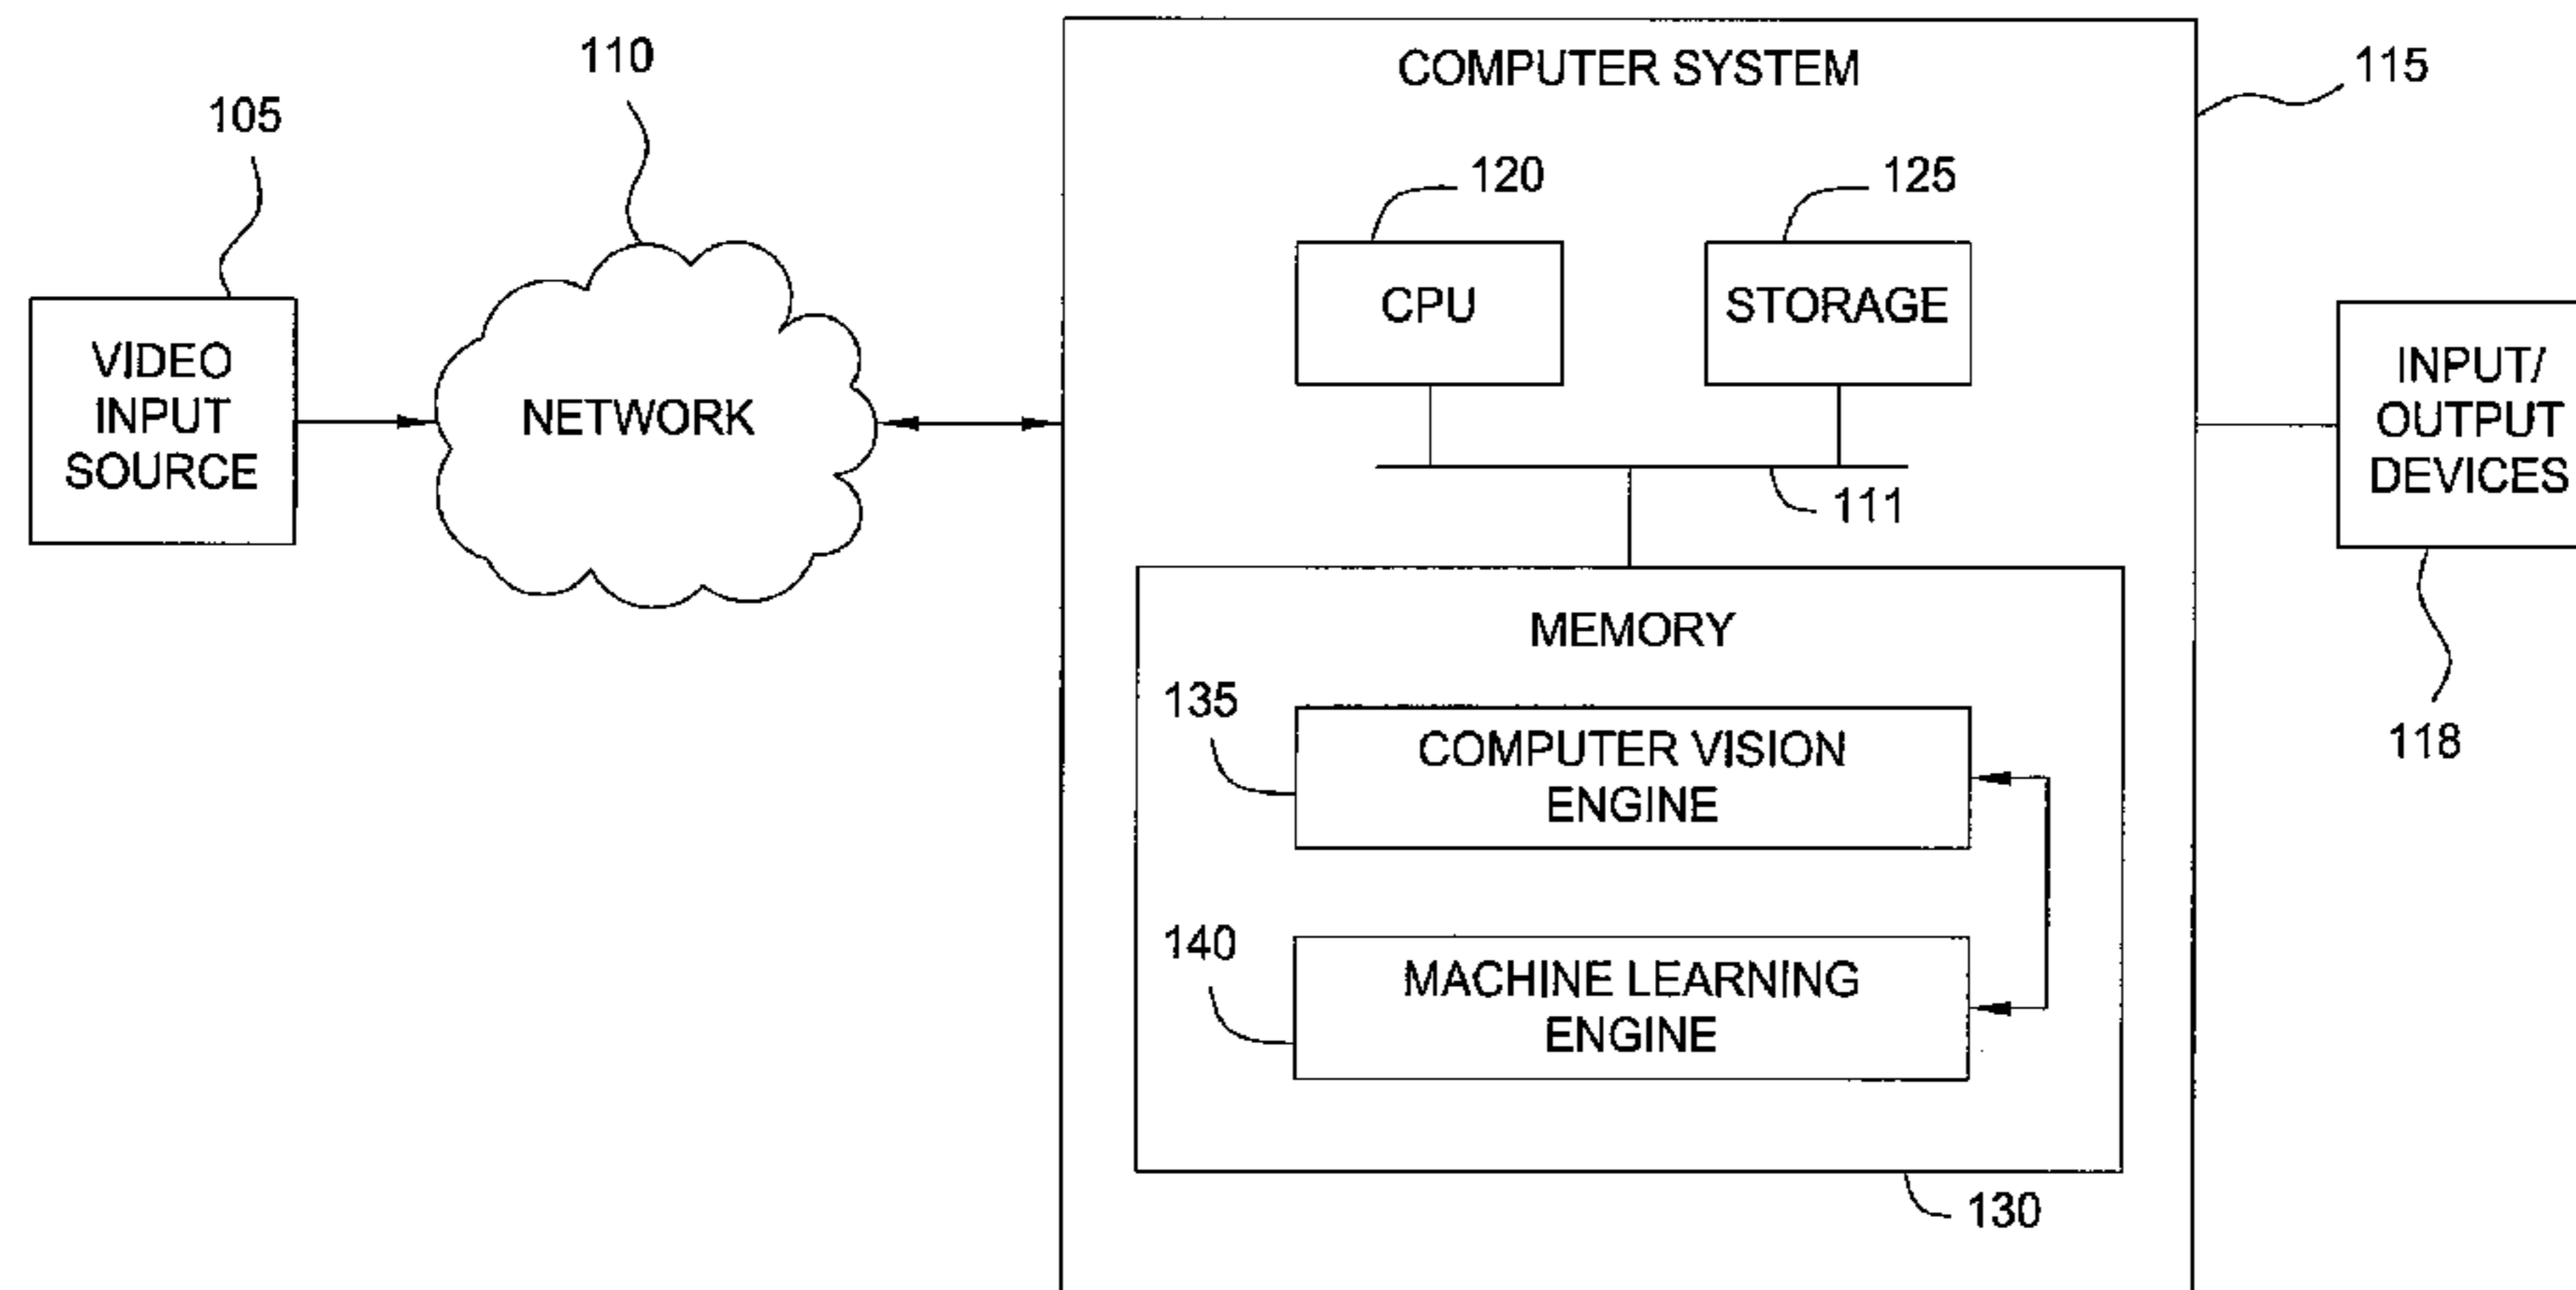 110
COMPUTER SYSTEM
115
105
120
125
CPU
STORAGE
VIDEO
INPUT
SOURCE
NETWORK
INPUT/
OUTPUT
DEVICES
111
MEMORY
135
COMPUTER VISION
ENGINE
118
140
MACHINE LEARNING
ENGINE
130